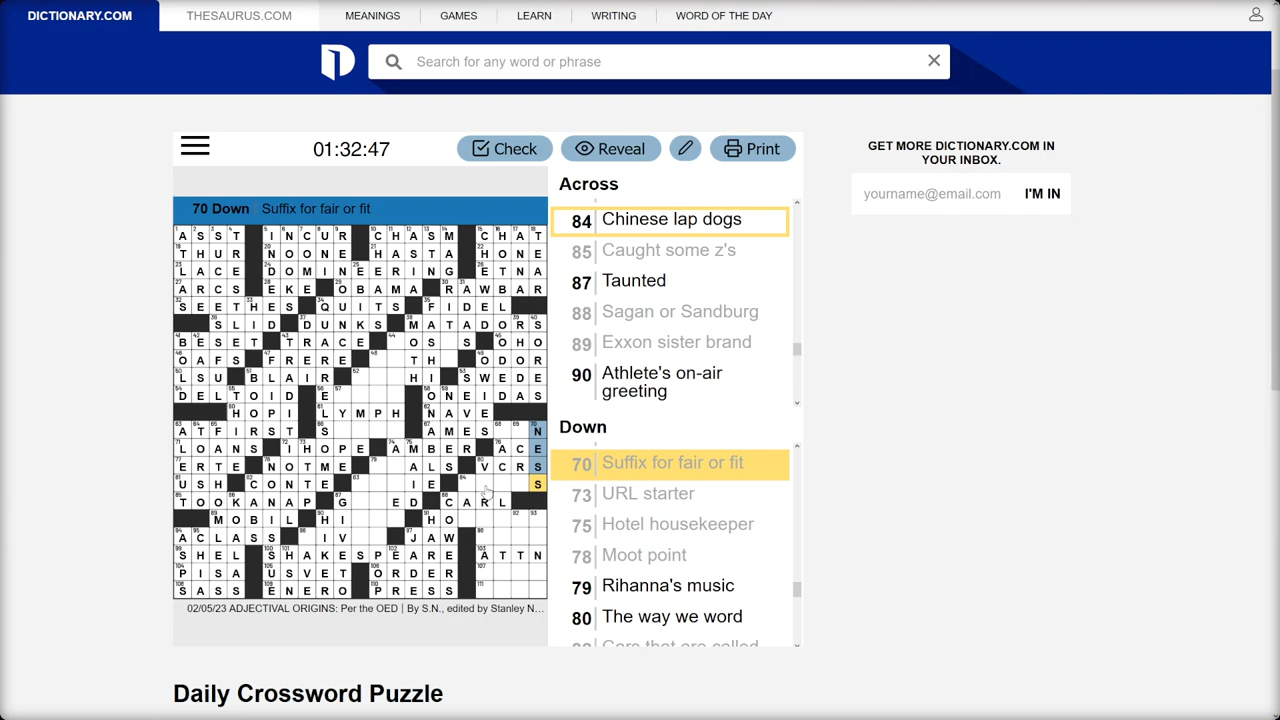 DICTIONARY.COM THESAURUS.COM MEANINGS GAMES LEARN WRITING WORD OF THE DAY
Search for any word or phrase
01:32:47 Check Reveal Print
70 Down Suffix for fair or fit
Across
84 Chinese lap dogs
85 Caught some z's
87 Taunted
88 Sagan or Sandburg
89 Exxon sister brand
90 Athlete's on-air
greeting
Down
70 Suffix for fair or fit
73 URL starter
75 Hotel housekeeper
78 Moot point
79 Rihanna's music
80 The way we word
GET MORE DICTIONARY.COM IN
YOUR INBOX.
yourname@email.com I'M IN
A S S T I N C U R C H A S M C H A T
T H U R N O O N E H A S T A H O N E
L A C E D O M I N E E R I N G E T N A
A R C S E K E O B A M A R A W B A R
S E E T H E S Q U I T S F I D E L
S L I D D U N K S M A T A D O R S
B E S E T T R A C E O S S O H O
O A F S F R E R E T H O D O R
L S U B L A I R H I S W E D E
D E L T O I D E O N E I D A S
H O P I L Y M P H N A V E
A T F I R S T S A M E S N
L O A N S I H O P E A M B E R A C E
E R T E N O T M E A L S V C R S
U S H C O N T E I E S
T O O K A N A P G E D C A R L
M O B I L H I H O
A C L A S S I V J A W
S H E L S H A K E S P E A R E A T T N
P I S A U S V E T O R D E R
S A S S E N E R O P R E S S
02/05/23 ADJECTIVAL ORIGINS: Per the OED | By S.N., edited by Stanley N...
Daily Crossword Puzzle